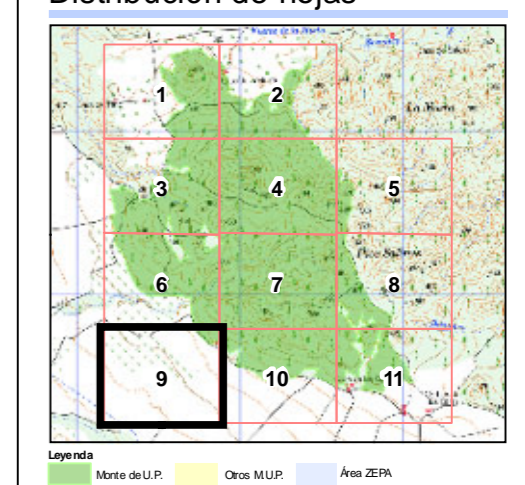 Distribución de hojas
1 2
3 4 5
6 7 8
9 10 11
Leyenda
Monte de U.P. Otros M.U.P. Área ZEPA